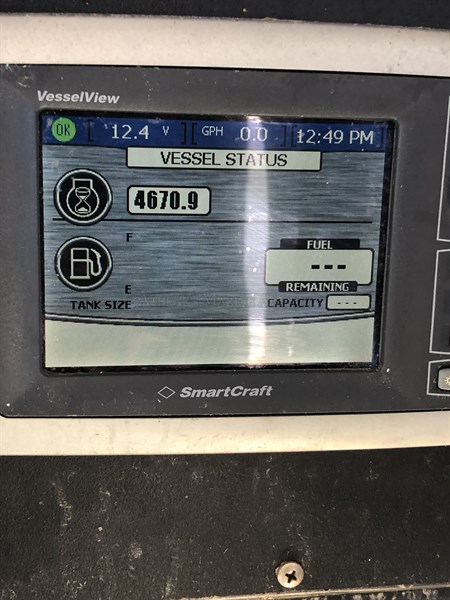 VesselView
OK 12.4 V GPH 0.0 12:49 PM
VESSEL STATUS
4670.9
F
FUEL
---
E
REMAINING
TANK SIZE CAPACITY ---
SmartCraft